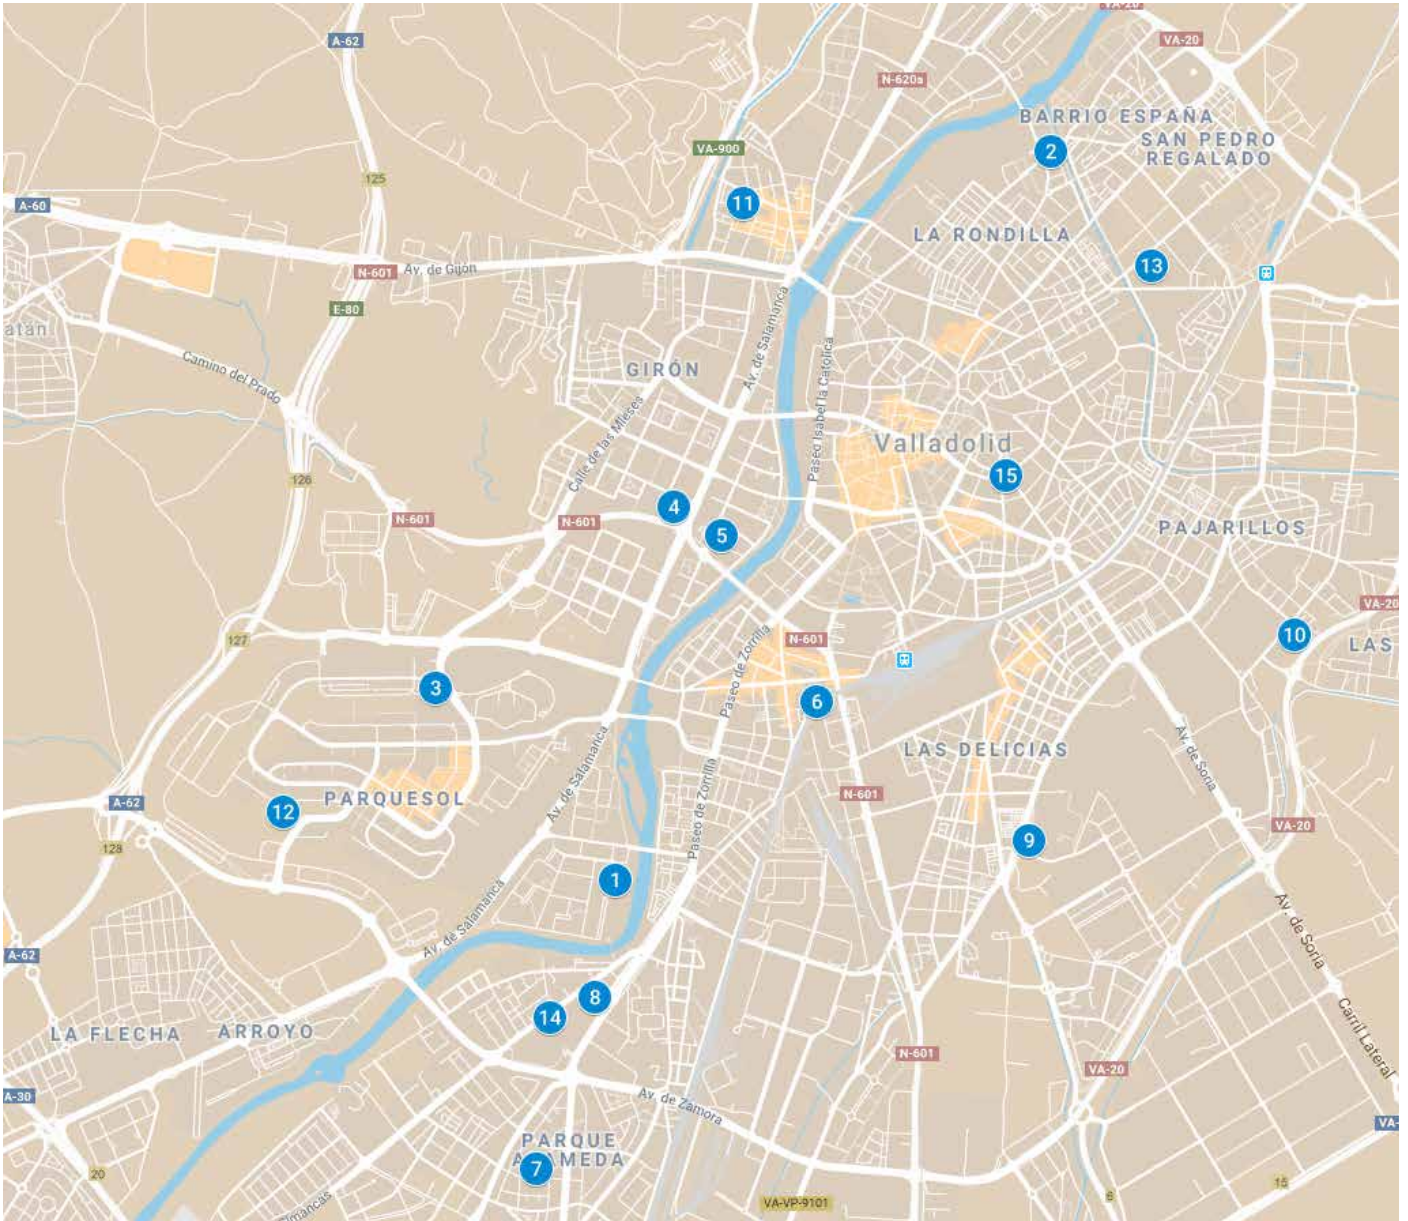 VA-20
A-62
VA-20
N-620a
BARRIO ESPAÑA
SAN PEDRO
REGALADO
2
VA-900
125
A-60
11
LA RONDILLA
13
N-601
Av. de Gijón
E-80
Av. de Salamanca
Paseo Isabel la Católica
Camino del Prado
GIRÓN
Calle de las Mieses
Valladolid
15
126
4
N-601
N-601
5
PAJARILLOS
VA-20
127
10
LAS
N-601
Paseo de Zorrilla
3
6
LAS DELICIAS
Av. de Soria
Av. de Salamanca
Paseo de Zorrilla
N-601
A-62
PARQUESOL
12
VA-20
128
9
1
Av. de Salamanca
Av. de Soria
A-62
8
14
LA FLECHA
ARROYO
Carril Lateral
N-601
VA-20
A-30
Av. de Zamora
VA-
PARQUE
ALAMEDA
7
20
15
6
VA-VP-9101